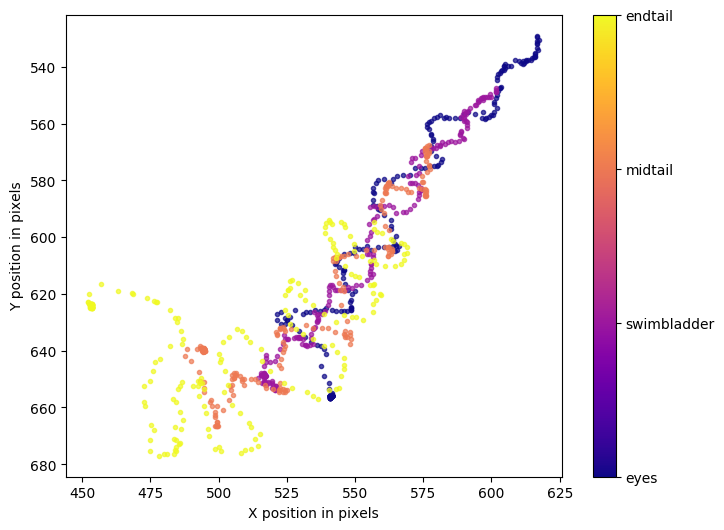 540
560
580
600
620
640
660
680
Y position in pixels
450
475
500
525
550
575
600
625
X position in pixels
endtail
midtail
swimbladder
eyes